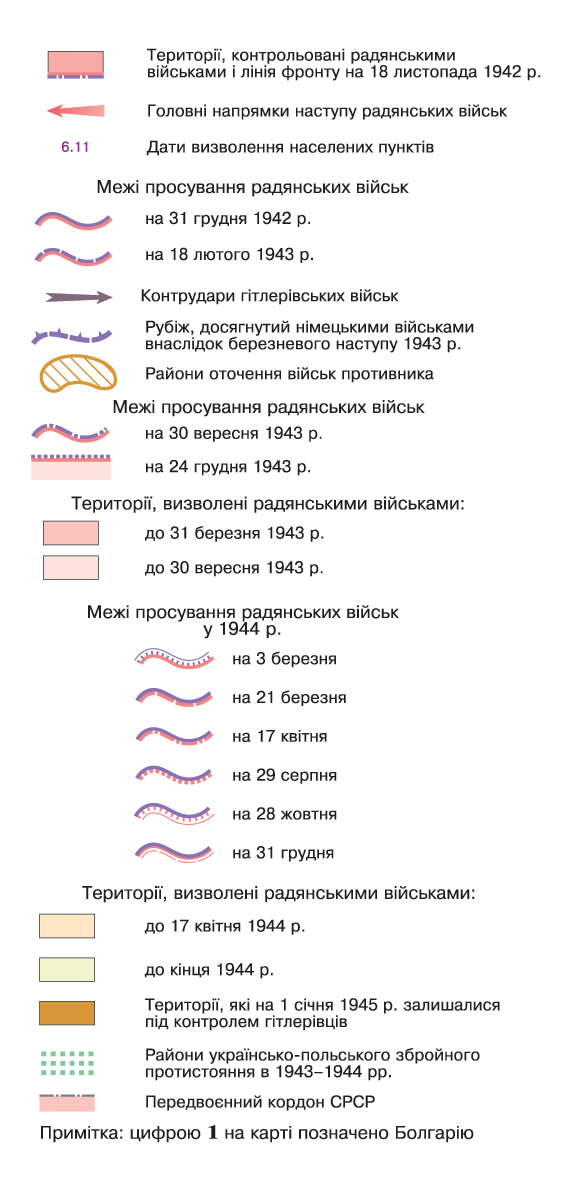 Території, контрольовані радянськими
військами і лінія фронту на 18 листопада 1942 р.
Головні напрямки наступу радянських військ
6.11 Дати визволення населених пунктів
Межі просування радянських військ
на 31 грудня 1942 р.
на 18 лютого 1943 р.
Контрудари гітлерівських військ
Рубіж, досягнутий німецькими військами
внаслідок березневого наступу 1943 р.
Райони оточення військ противника
Межі просування радянських військ
на 30 вересня 1943 р.
на 24 грудня 1943 р.
Території, визволені радянськими військами:
до 31 березня 1943 р.
до 30 вересня 1943 р.
Межі просування радянських військ
у 1944 р.
на 3 березня
на 21 березня
на 17 квітня
на 29 серпня
на 28 жовтня
на 31 грудня
Території, визволені радянськими військами:
до 17 квітня 1944 р.
до кінця 1944 р.
Території, які на 1 січня 1945 р. залишалися
під контролем гітлерівців
Райони українсько-польського збройного
протистояння в 1943–1944 рр.
Передвоєнний кордон СРСР
Примітка: цифрою 1 на карті позначено Болгарію